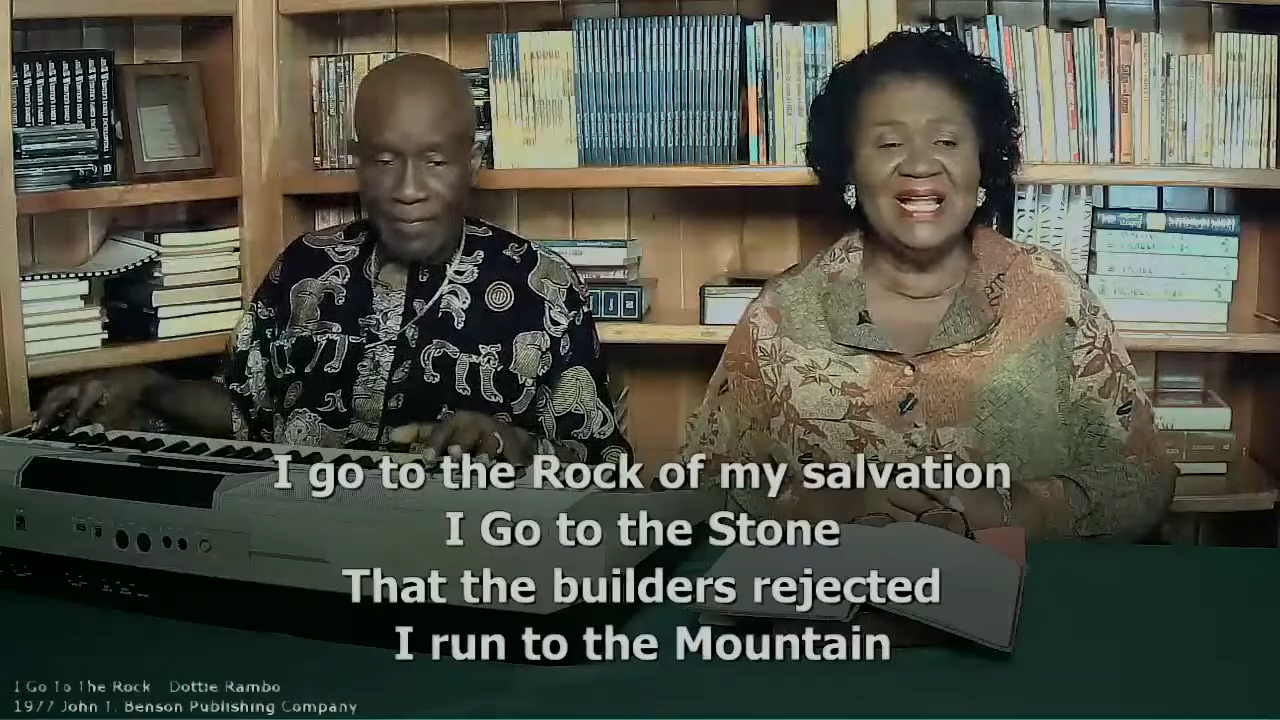 I go to the Rock of my salvation
I Go to the Stone
That the builders rejected
I run to the Mountain
I Go To The Rock Dottie Rambo
1977 John T. Benson Publishing Company